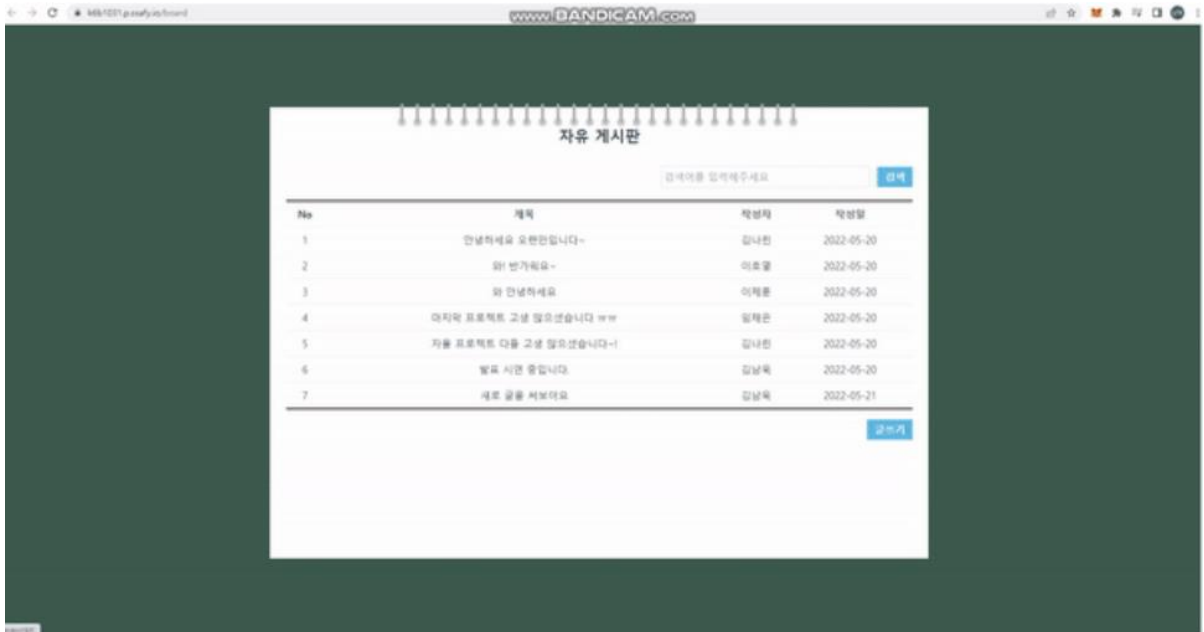 www.BANDICAM.com
자유 게시판
검색어를 입력해주세요 검색
No 제목 작성자 작성일
1 안녕하세요 오랜만입니다~ 김나린 2022-05-20
2 와! 반가워요~ 이호열 2022-05-20
3 와 안녕하세요 2022-05-20
4 마지막 프로젝트 고생 많으셨습니다 ㅠㅠ 2022-05-20
5 자율 프로젝트 다들 고생 많으셨습니다~! 김나린 2022-05-20
6 발표 시연 중입니다. 김남욱 2022-05-20
7 새로 글을 써보아요 김남욱 2022-05-21
글쓰기